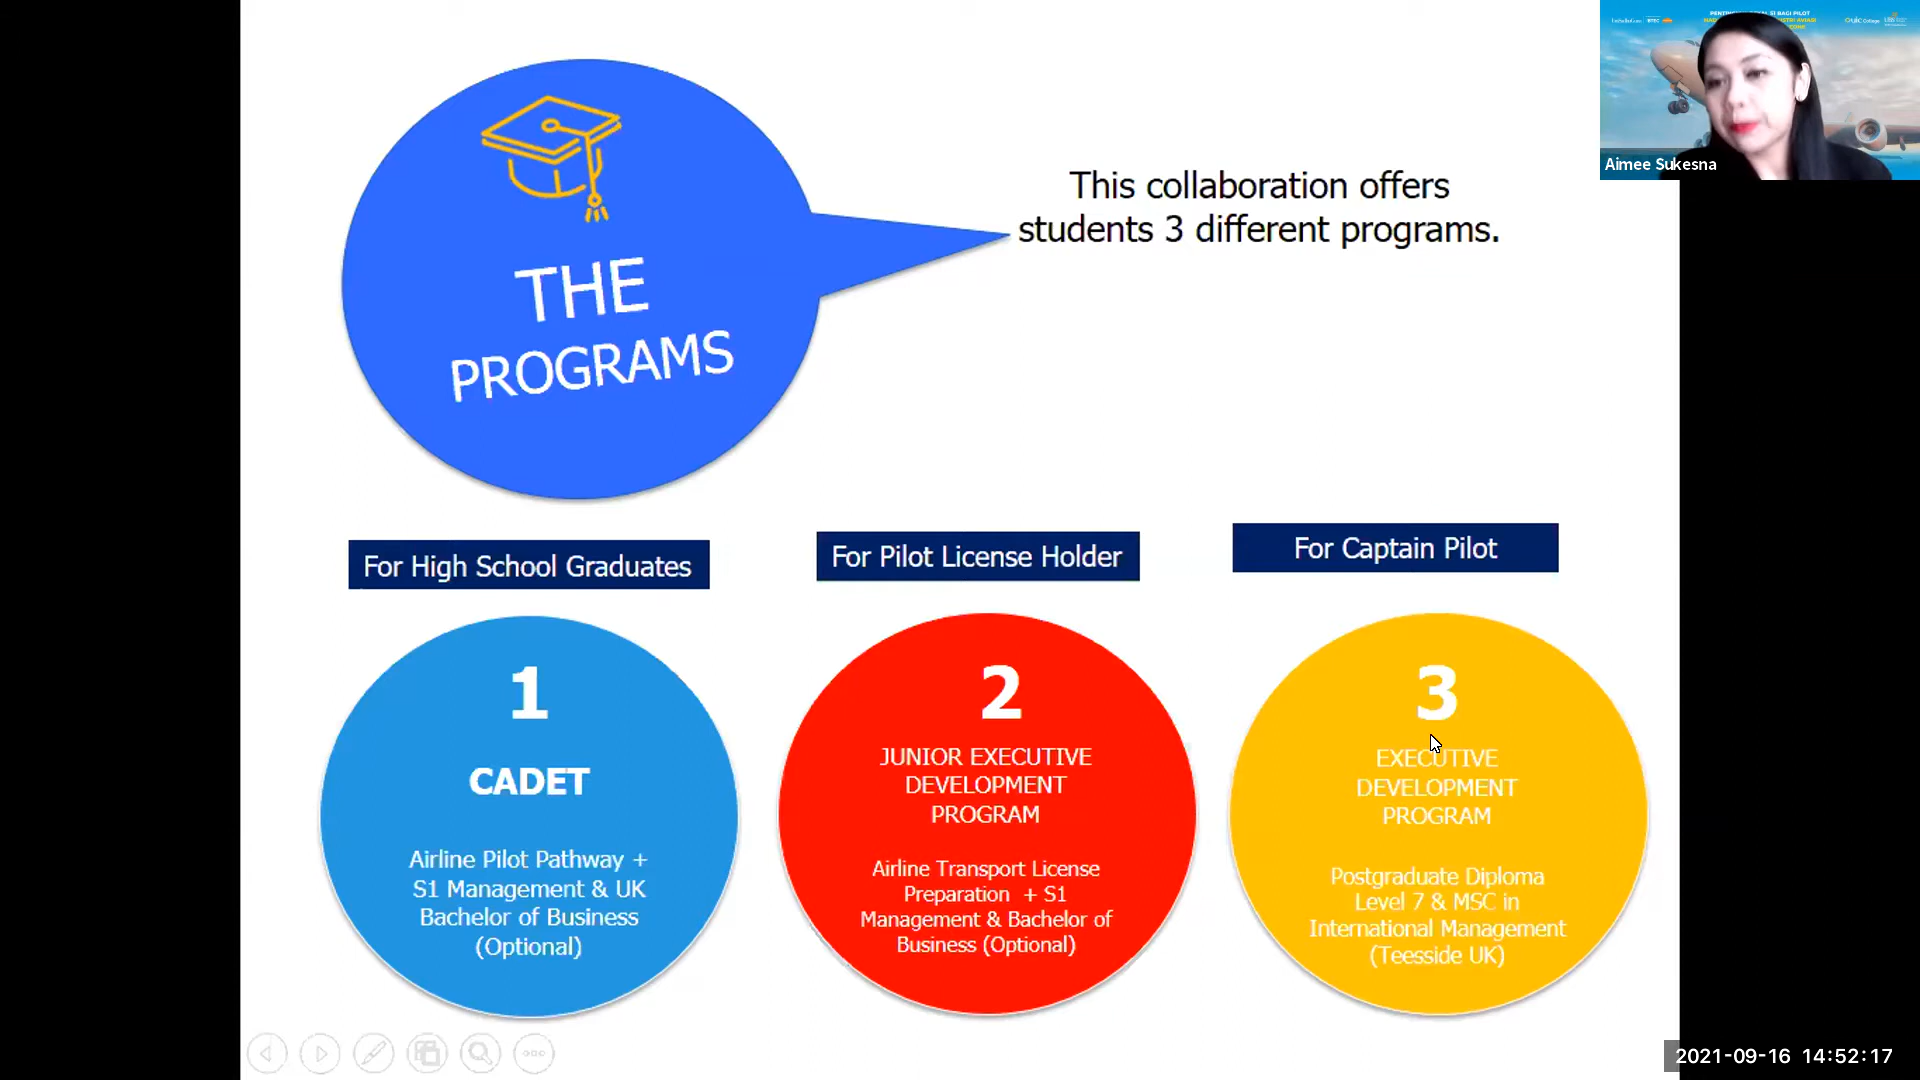 THE
PROGRAMS
This collaboration offers
students 3 different programs.
Aimee Sukesna
For High School Graduates
1
CADET
Airline Pilot Pathway +
S1 Management & UK
Bachelor of Business
(Optional)
For Pilot License Holder
2
JUNIOR EXECUTIVE
DEVELOPMENT
PROGRAM
Airline Transport License
Preparation + S1
Management & Bachelor of
Business (Optional)
For Captain Pilot
3
EXECUTIVE
DEVELOPMENT
PROGRAM
Postgraduate Diploma
Level 7 & MSC in
International Management
(Teesside UK)
2021-09-16 14:52:17